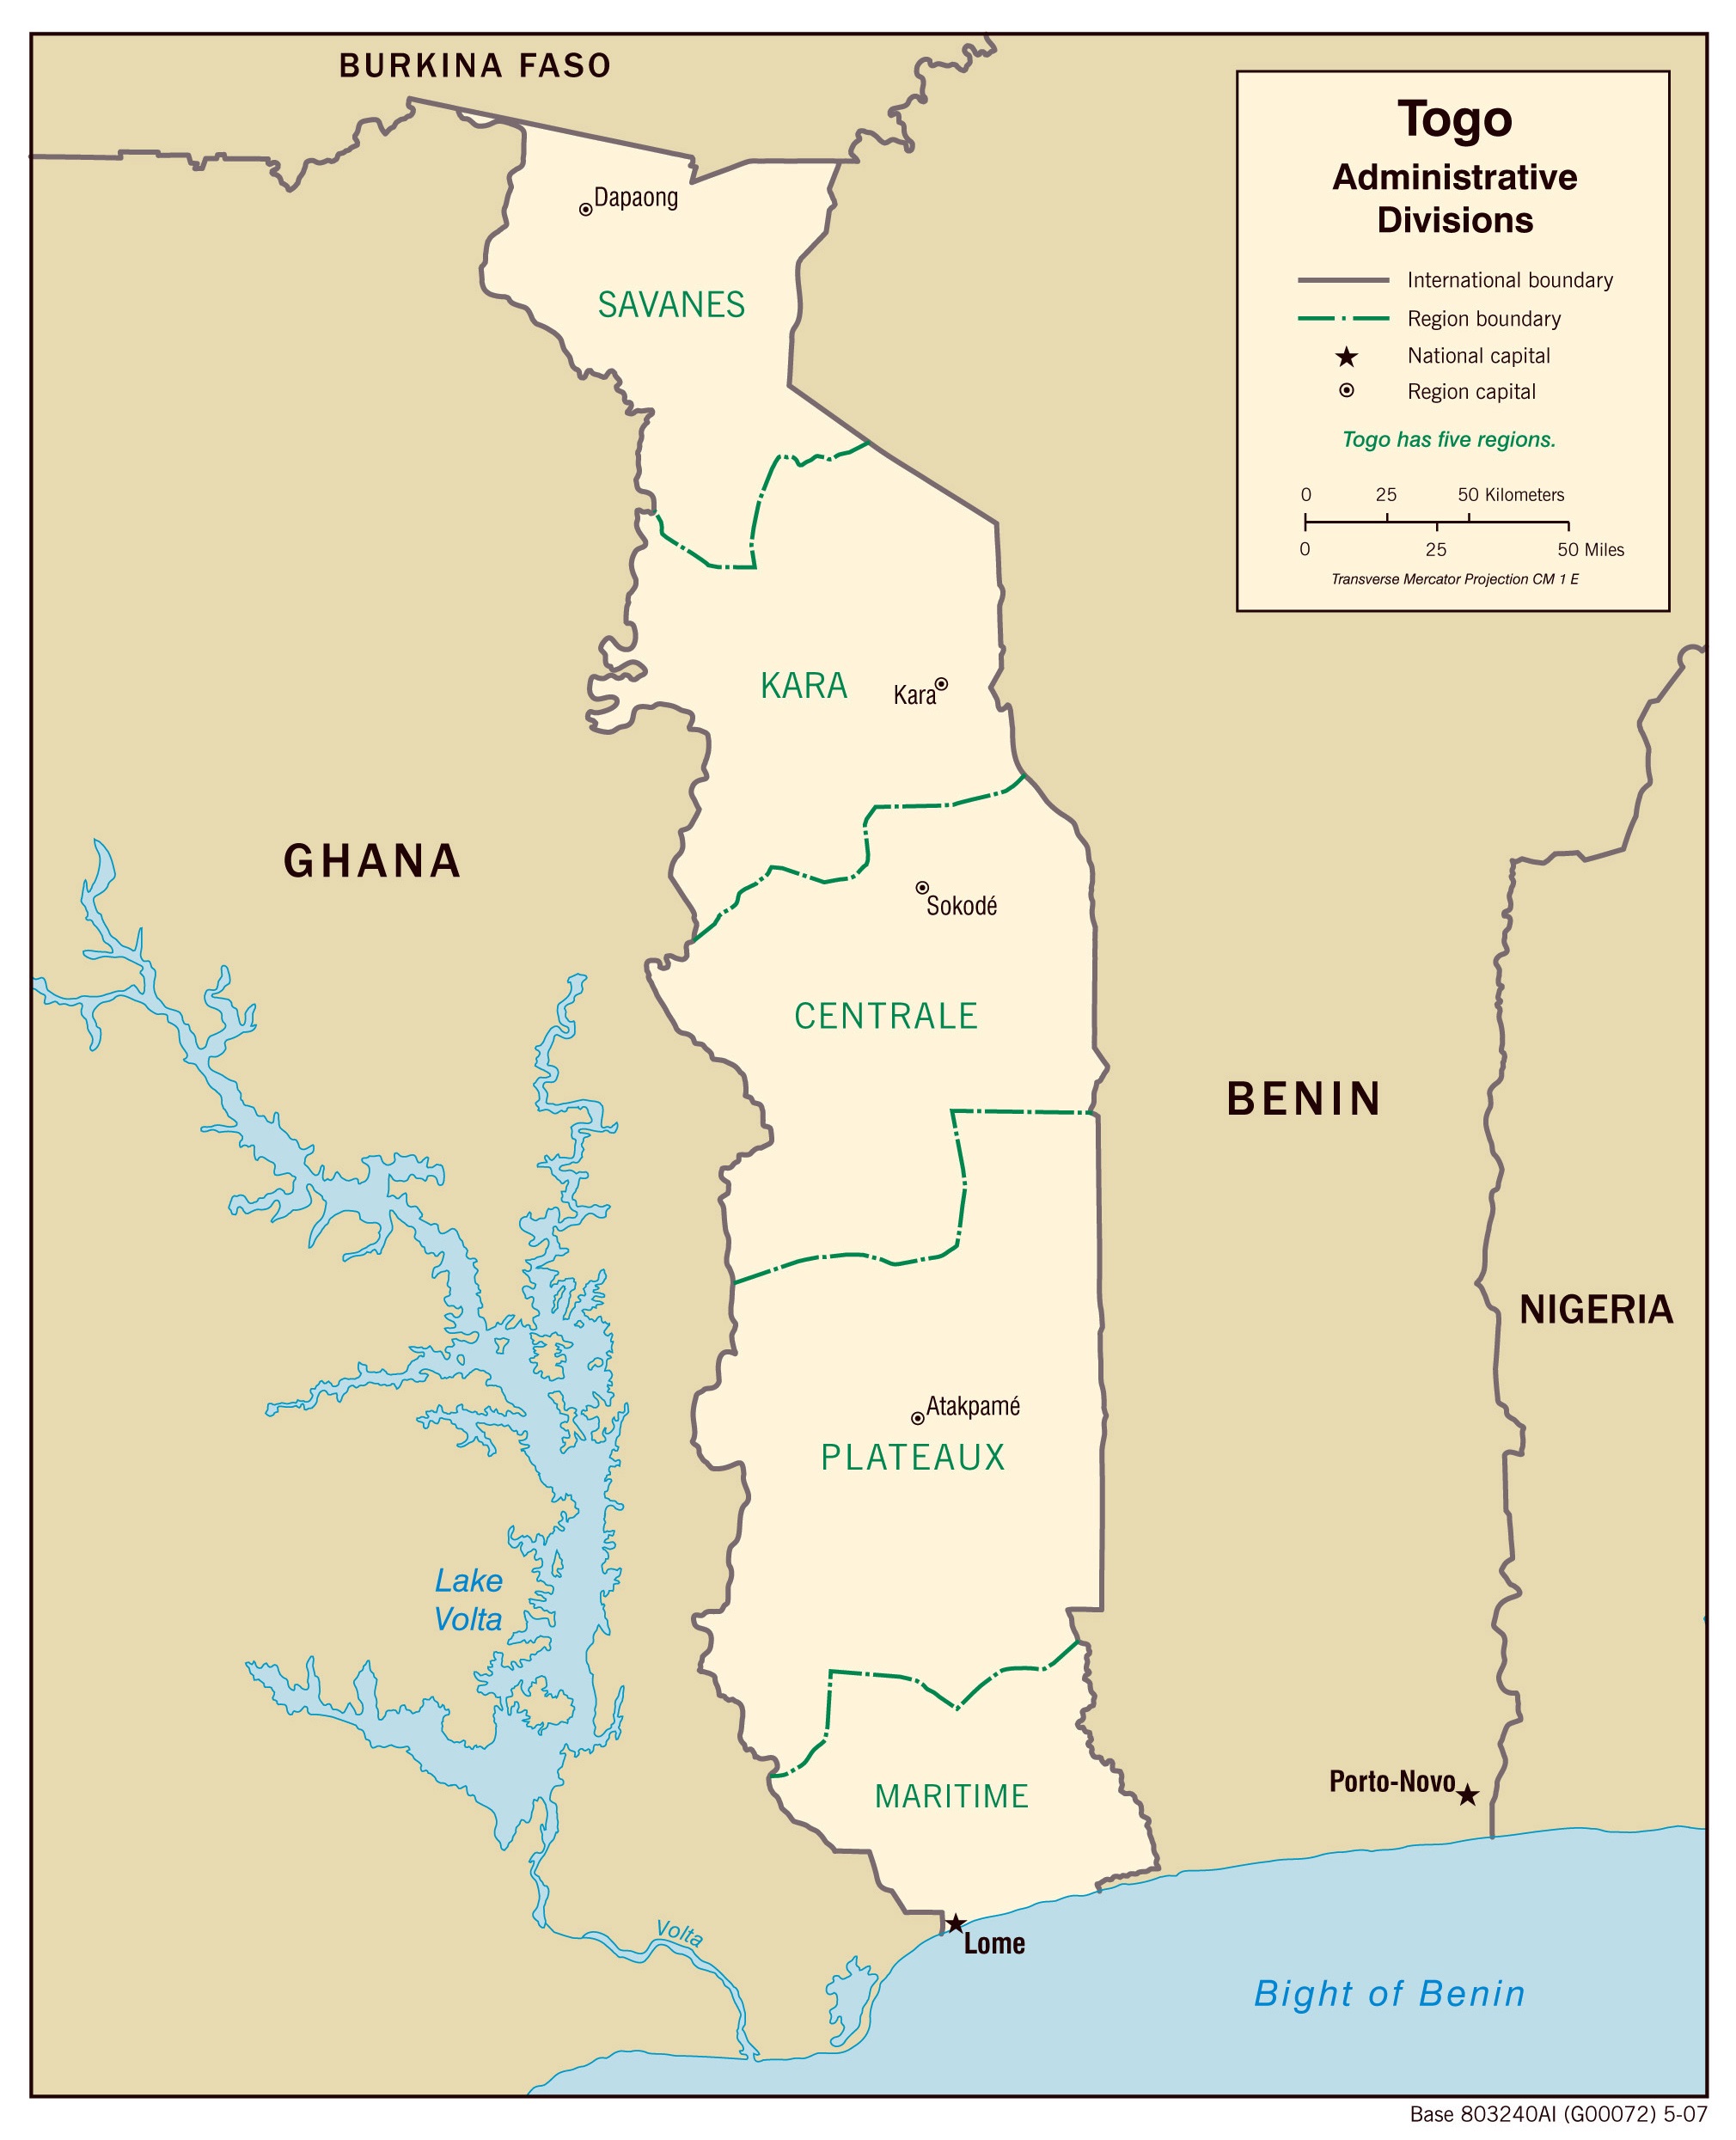 BURKINA FASO
Togo
Administrative
Divisions
International boundary
Region boundary
National capital
Region capital
Togo has five regions.
0 25 50 Kilometers
0 25 50 Miles
Transverse Mercator Projection CM 1 E
Dapaong
SAVANES
KARA
Kara
GHANA
Sokodé
CENTRALE
BENIN
NIGERIA
Atakpamé
PLATEAUX
Lake
Volta
MARITIME
Porto-Novo
Volta
Lome
Bight of Benin
Base 803240AI (G00072) 5-07